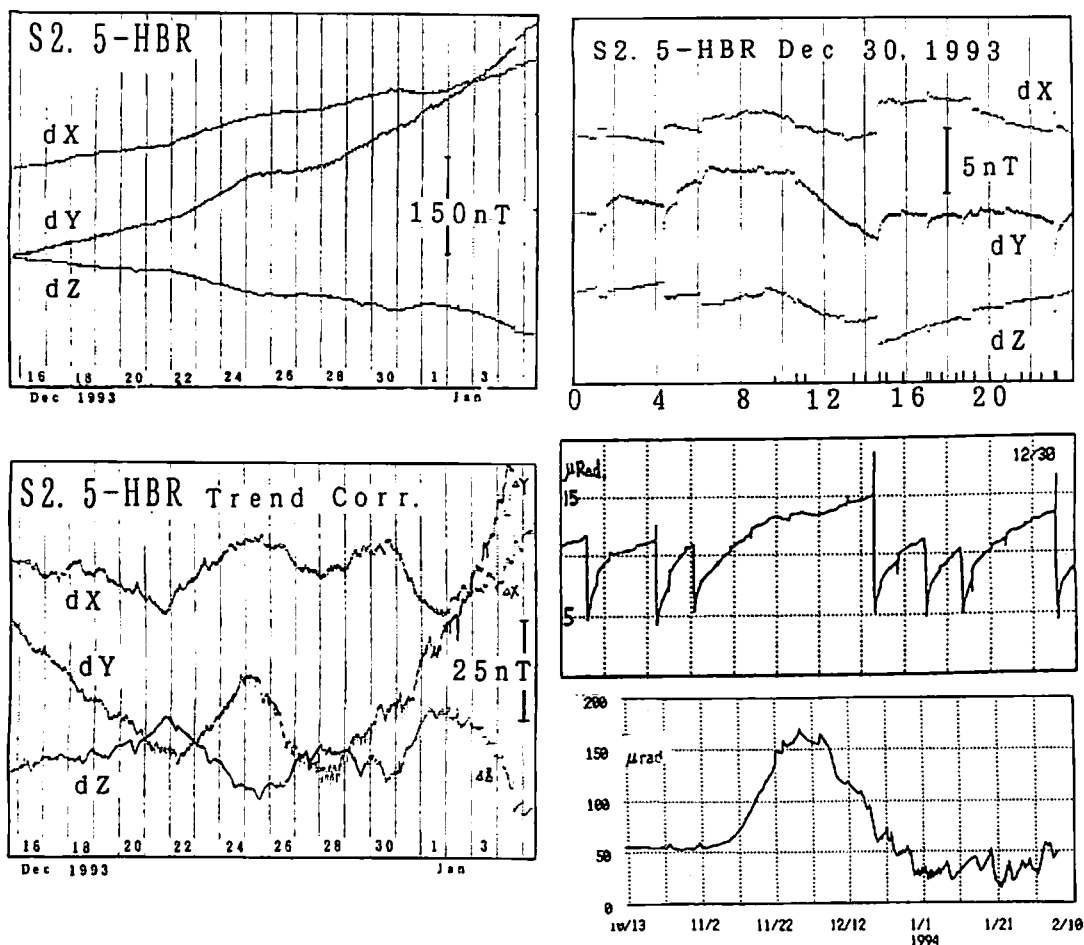 S2. 5-HBR
dX
dY
150nT
dZ
16 18 20 22 24 26 28 30 1 3
Dec 1993 Jan
S2. 5-HBR Dec 30, 1993
dX
5nT
dY
dZ
0 4 8 12 16 20
S2. 5-HBR Trend Corr.
ΔY
dX
ΔX
dY
25nT
dZ
ΔZ
16 18 20 22 24 26 28 30 1 3
Dec 1993 Jan
μRad 12/30
15
5
200
150
μrad
100
50
0
10/13 11/2 11/22 12/12 1/1 1/21 2/10
1994